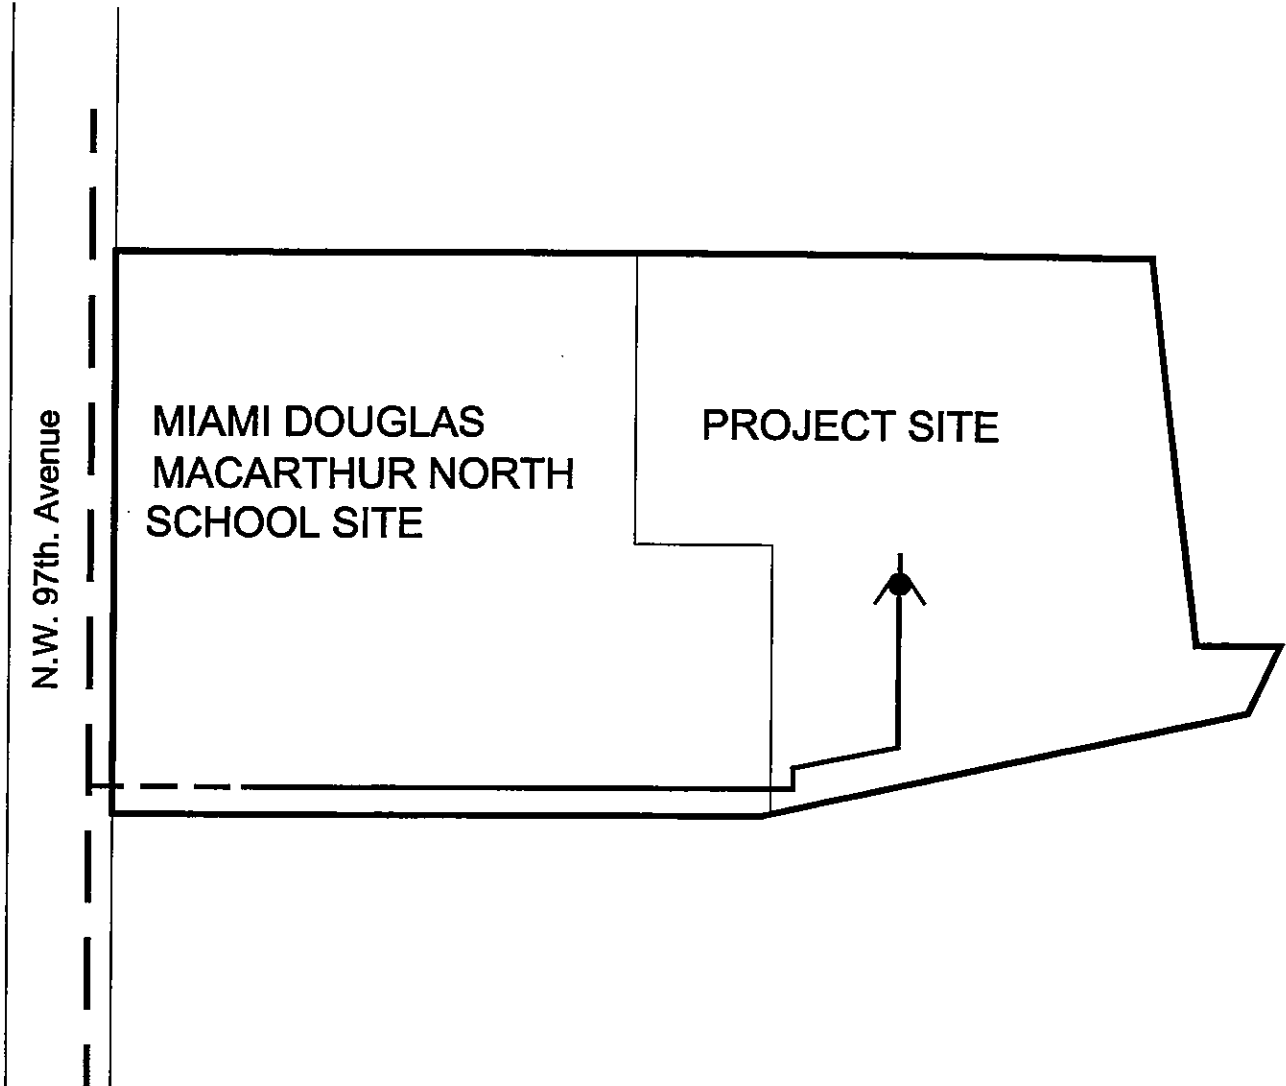 MIAMI DOUGLAS
MACARTHUR NORTH
SCHOOL SITE
PROJECT SITE
N.W. 97th. Avenue